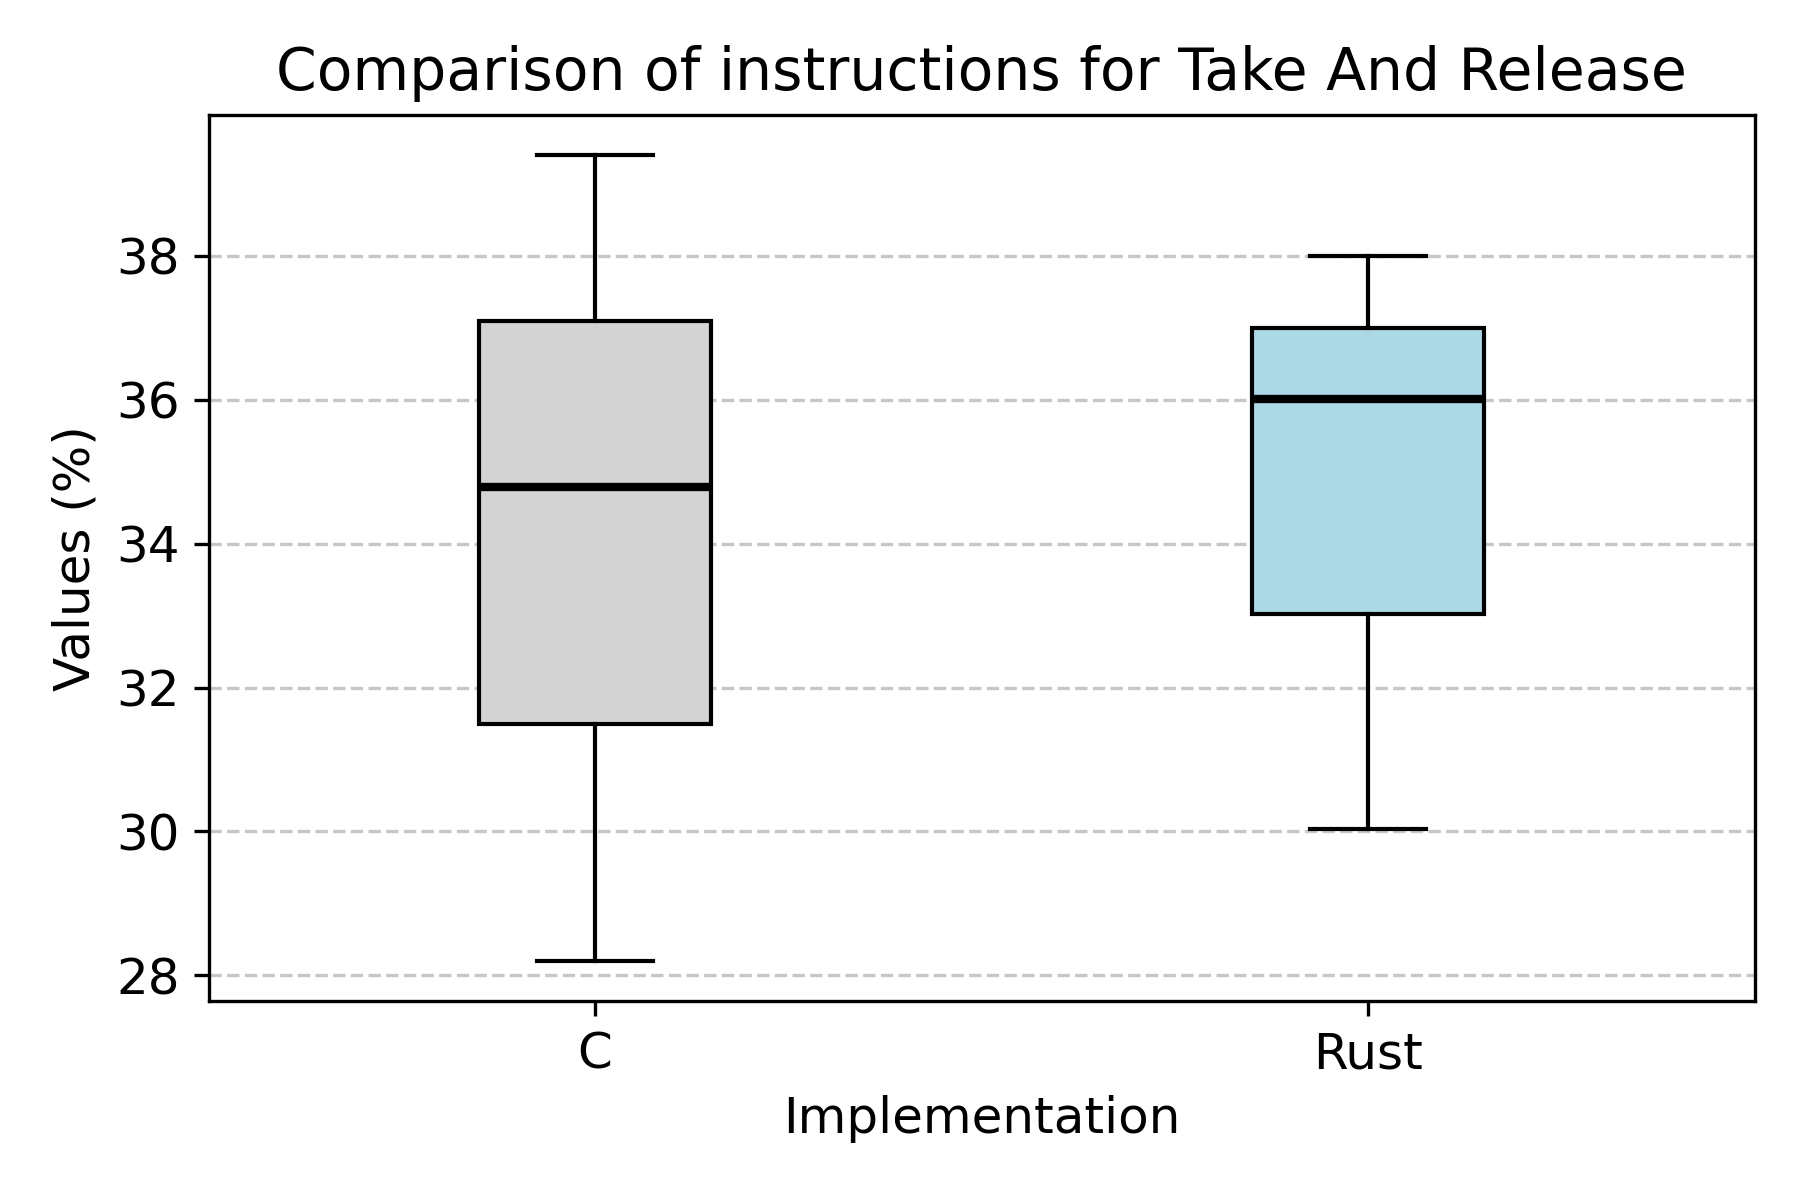 Comparison of instructions for Take And Release
Values (%)
38
36
34
32
30
28
C
Rust
Implementation